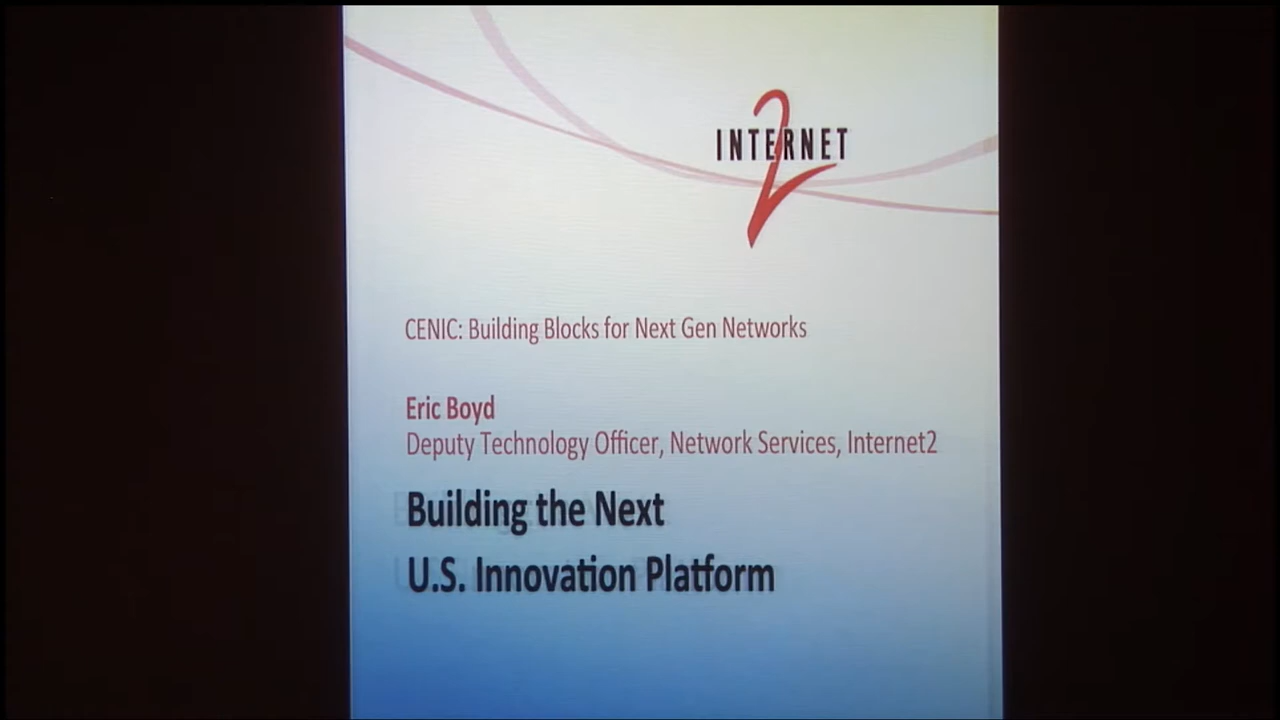 INTERNET
2
CENIC: Building Blocks for Next Gen Networks
Eric Boyd
Deputy Technology Officer, Network Services, Internet2
Building the Next
U.S. Innovation Platform